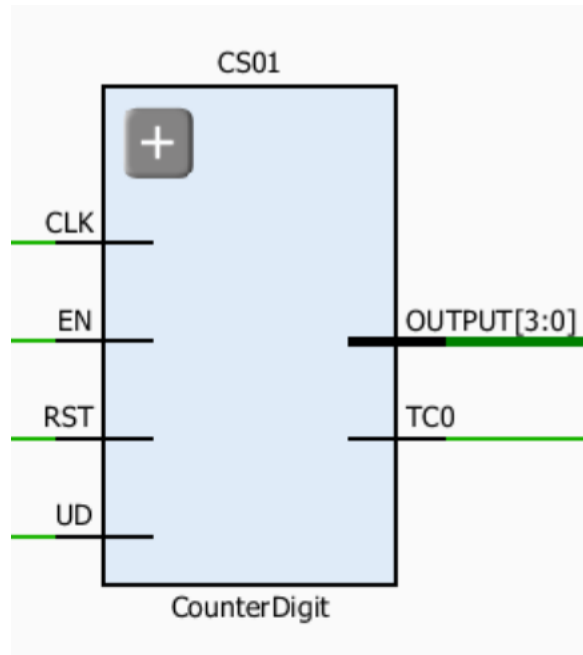 CS01
CLK
EN
OUTPUT[3:0]
RST
TC0
UD
CounterDigit